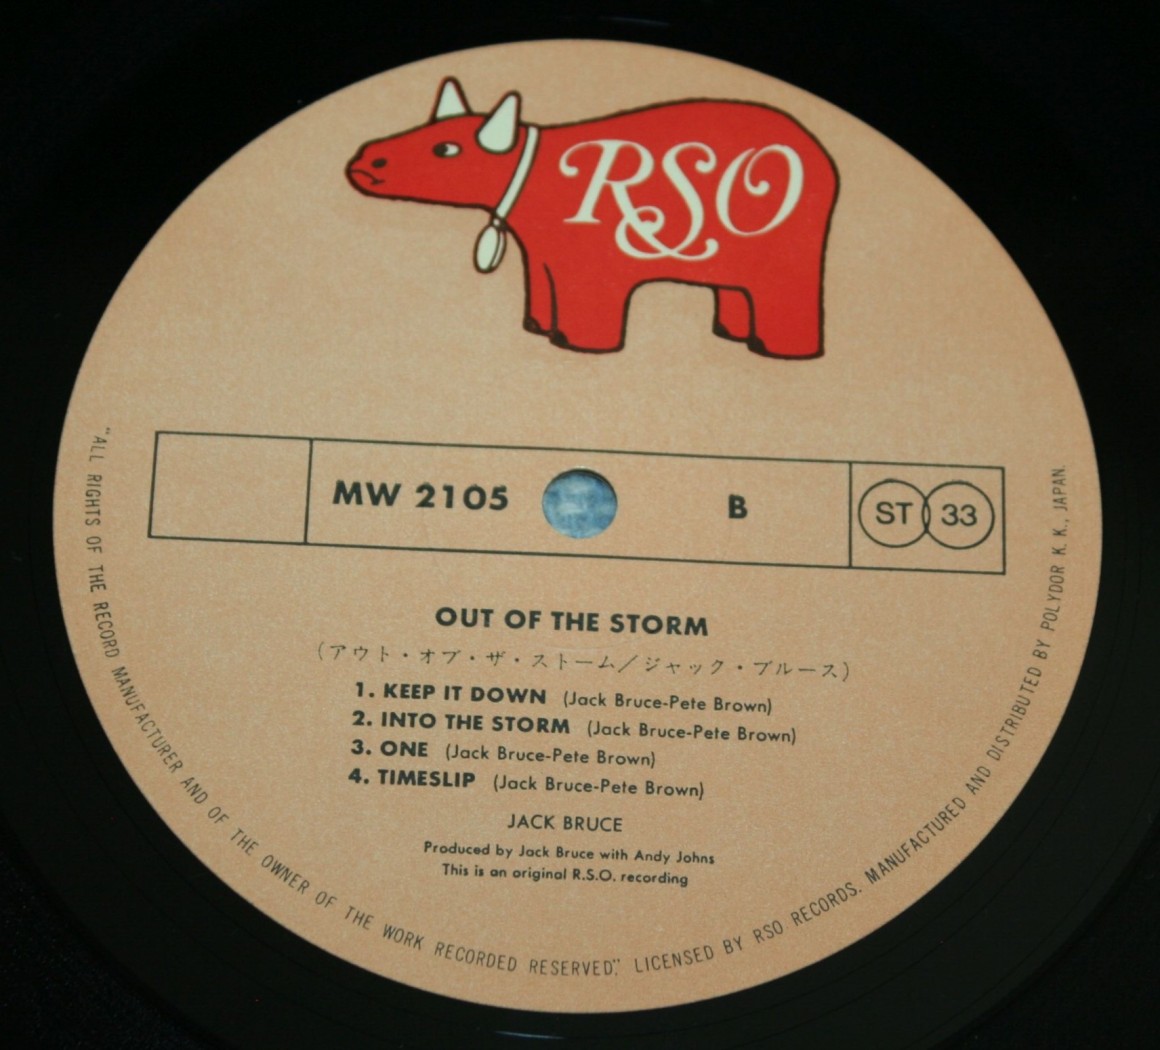 RSO
MW 2105
B
ST 33
OUT OF THE STORM
(アウト・オブ・ザ・ストーム/ジャック・ブルース)
1. KEEP IT DOWN (Jack Bruce-Pete Brown)
2. INTO THE STORM (Jack Bruce-Pete Brown)
3. ONE (Jack Bruce-Pete Brown)
4. TIMESLIP (Jack Bruce-Pete Brown)
JACK BRUCE
Produced by Jack Bruce with Andy Johns
This is an original R.S.O. recording
"ALL RIGHTS OF THE RECORD MANUFACTURER AND OF THE OWNER OF THE WORK RECORDED RESERVED." LICENSED BY RSO RECORDS. MANUFACTURED AND DISTRIBUTED BY POLYDOR K. K., JAPAN.